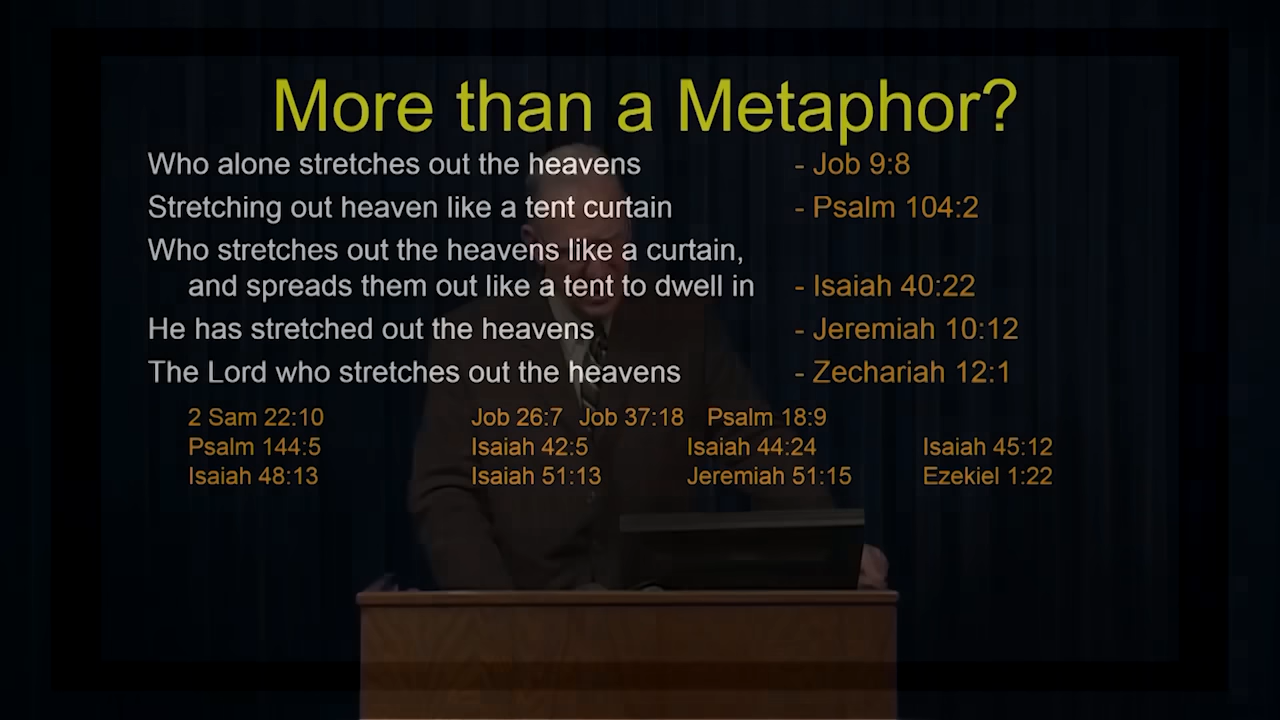 More than a Metaphor?
Who alone stretches out the heavens - Job 9:8
Stretching out heaven like a tent curtain - Psalm 104:2
Who stretches out the heavens like a curtain,
and spreads them out like a tent to dwell in - Isaiah 40:22
He has stretched out the heavens - Jeremiah 10:12
The Lord who stretches out the heavens - Zechariah 12:1
2 Sam 22:10 Job 26:7 Job 37:18 Psalm 18:9
Psalm 144:5 Isaiah 42:5 Isaiah 44:24 Isaiah 45:12
Isaiah 48:13 Isaiah 51:13 Jeremiah 51:15 Ezekiel 1:22